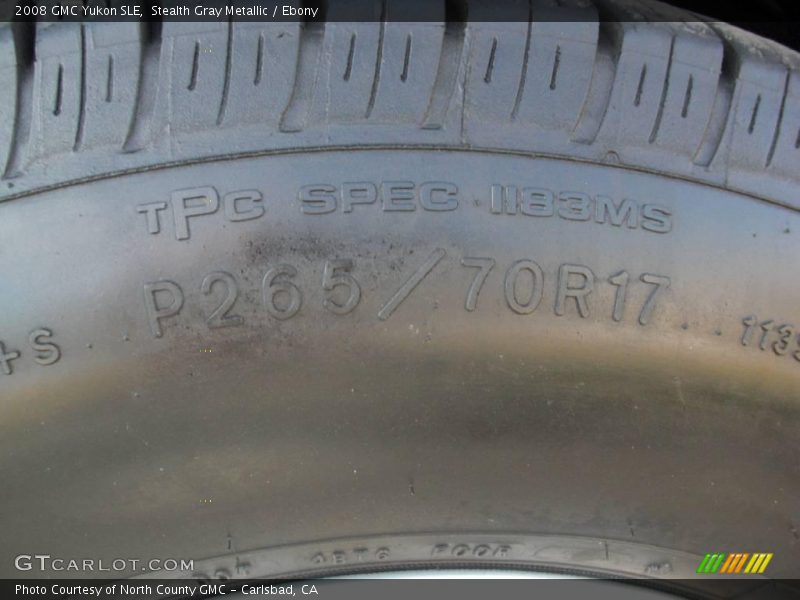 2008 GMC Yukon SLE, Stealth Gray Metallic / Ebony
TPC SPEC 1183MS
P265/70R17
+S
113S
GTCARLOT.COM
Photo Courtesy of North County GMC - Carlsbad, CA